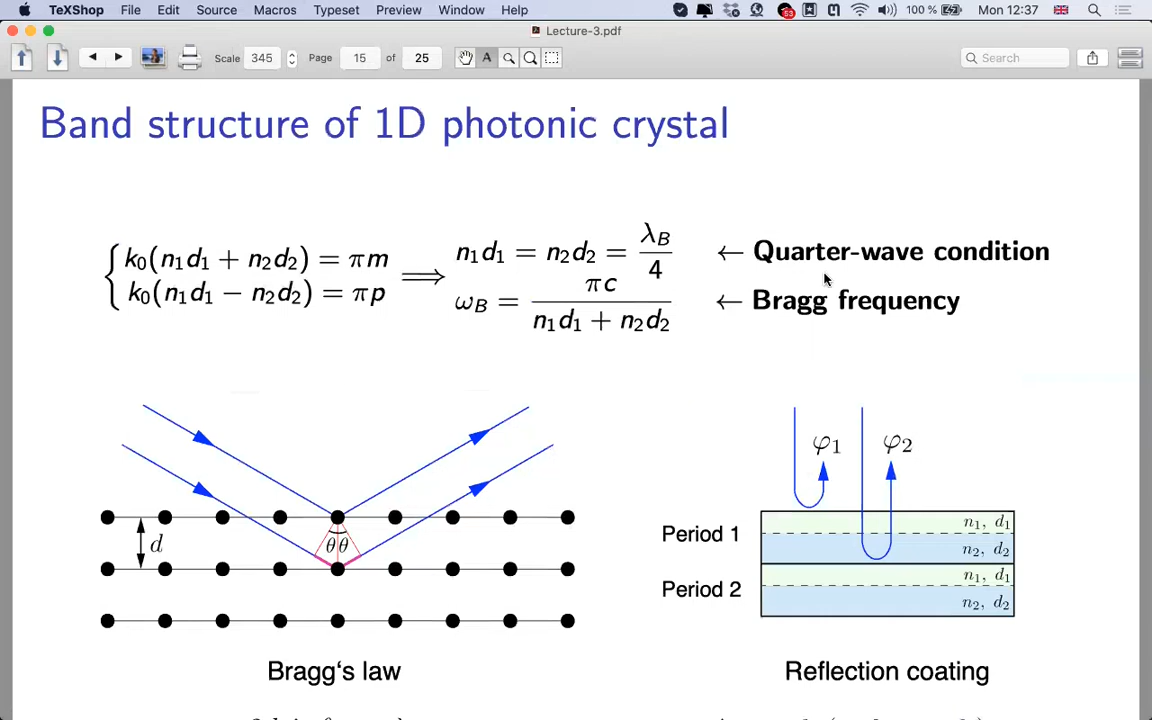 TeXShop File Edit Source Macros Typeset Preview Window Help 53 100 % Mon 12:37
Lecture-3.pdf
Scale 345 Page 15 of 25 A Search
Band structure of 1D photonic crystal
k₀(n₁d₁ + n₂d₂) = πm
k₀(n₁d₁ − n₂d₂) = πp
⟹
n₁d₁ = n₂d₂ = λ_B/4 ← Quarter-wave condition
ω_B = πc/(n₁d₁ + n₂d₂) ← Bragg frequency
φ₁ φ₂
d
θ θ
Period 1
n₁, d₁
n₂, d₂
Period 2
n₁, d₁
n₂, d₂
Bragg‘s law
Reflection coating